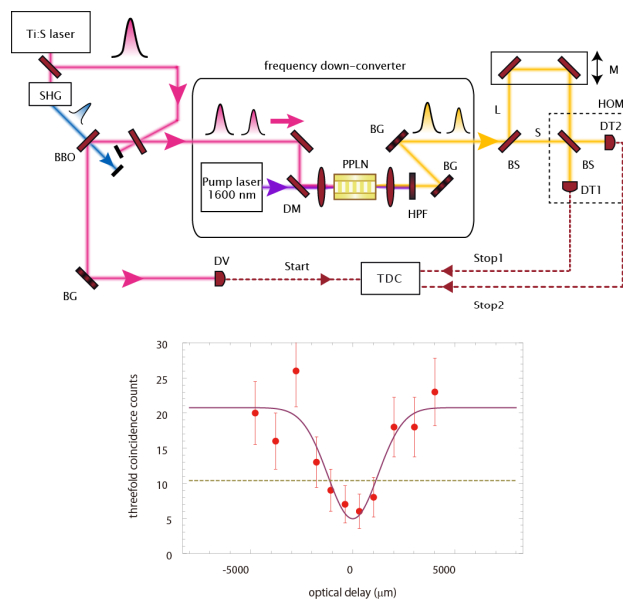 Ti:S laser
SHG
BBO
BG
frequency down-converter
Pump laser
1600 nm
DM
PPLN
BG
BG
HPF
M
L
S
HOM
DT2
BS
BS
DT1
DV
Start
TDC
Stop1
Stop2
threefold coincidence counts
30
25
20
15
10
5
0
-5000
0
5000
optical delay (μm)